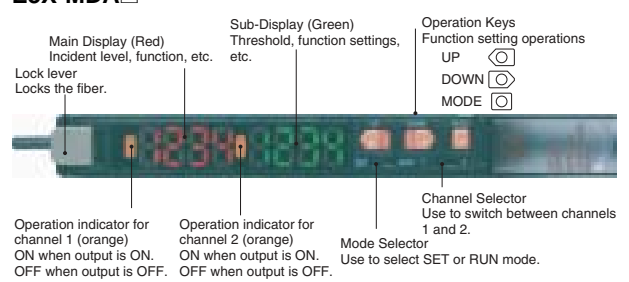 E3X-MDA□
Main Display (Red)
Incident level, function, etc.
Sub-Display (Green)
Threshold, function settings,
etc.
Operation Keys
Function setting operations
UP
DOWN
MODE
Lock lever
Locks the fiber.
1234
1234
Operation indicator for
channel 1 (orange)
ON when output is ON.
OFF when output is OFF.
Operation indicator for
channel 2 (orange)
ON when output is ON.
OFF when output is OFF.
Mode Selector
Use to select SET or RUN mode.
Channel Selector
Use to switch between channels
1 and 2.